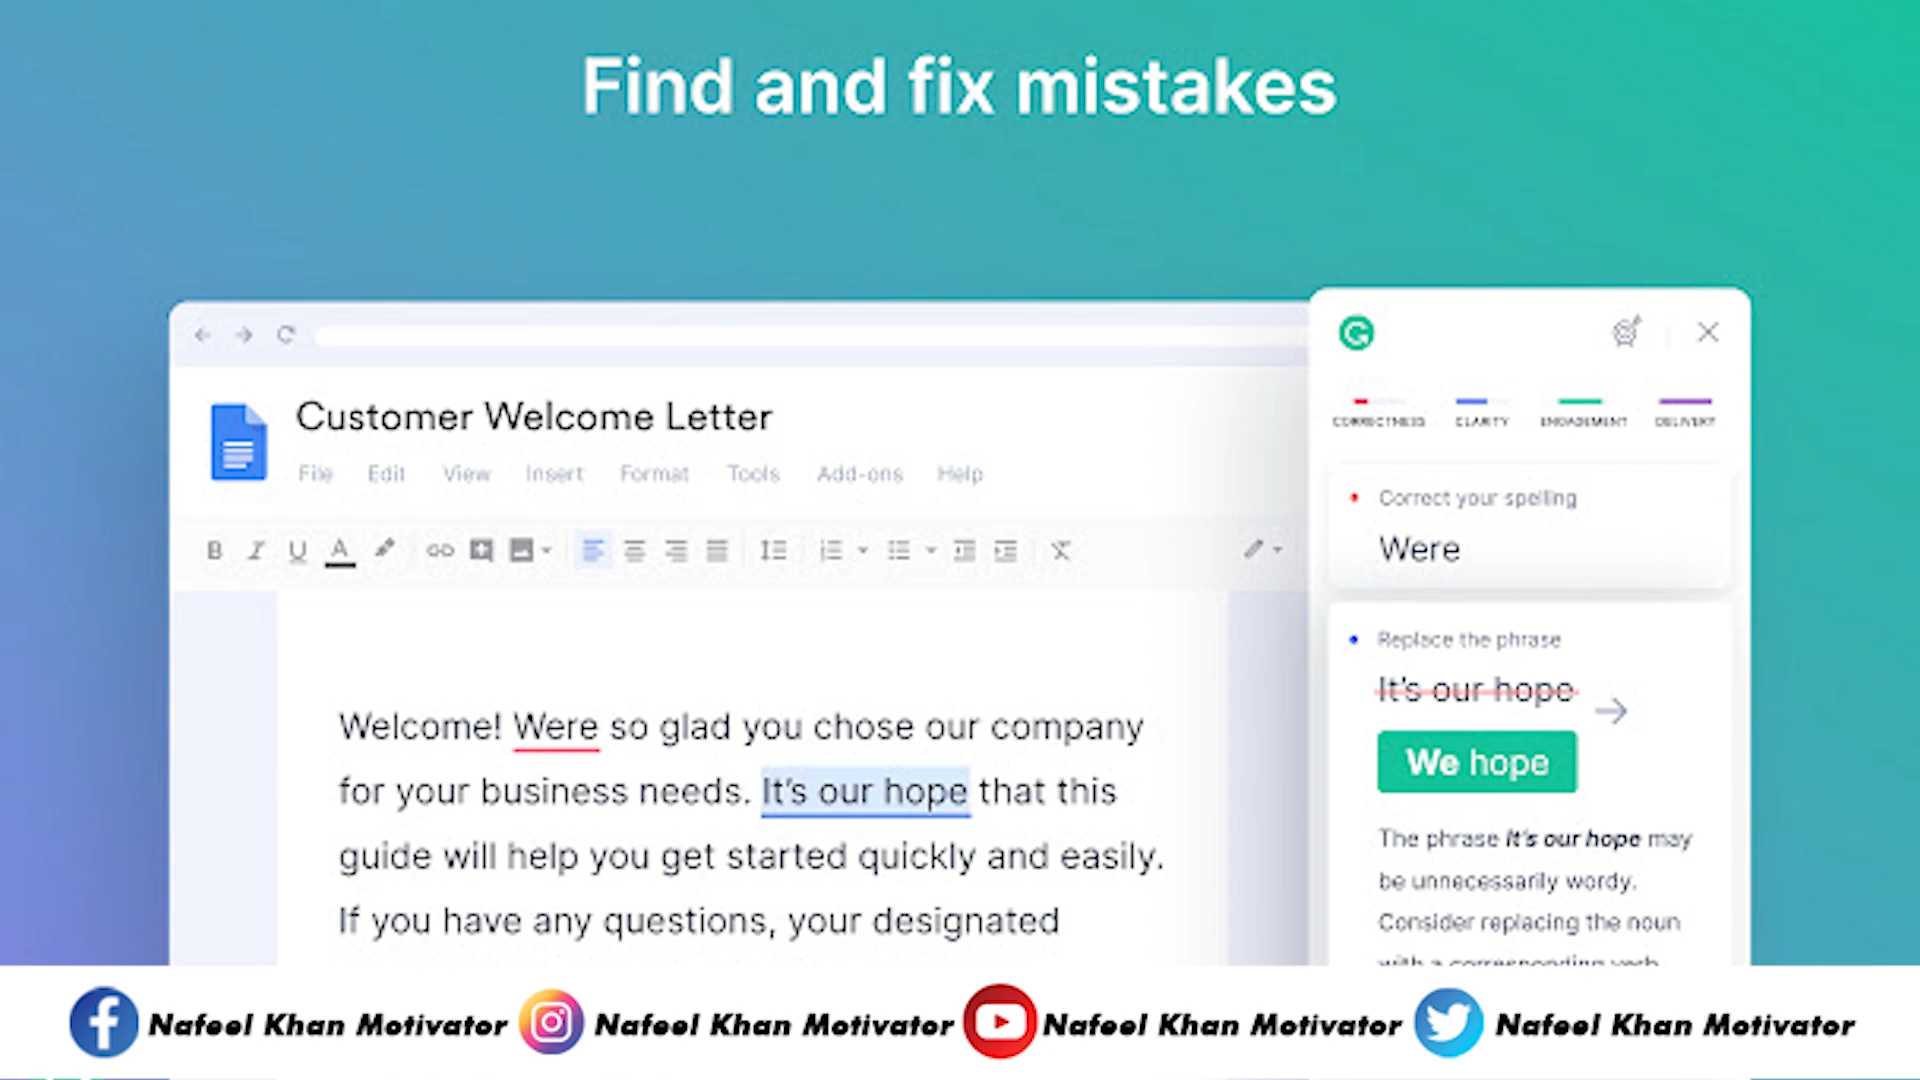 Find and fix mistakes
Customer Welcome Letter
File Edit View Insert Format Tools Add-ons Help
B I U A
Welcome! Were so glad you chose our company
for your business needs. It's our hope that this
guide will help you get started quickly and easily.
If you have any questions, your designated
CORRECTNESS CLARITY ENGAGEMENT DELIVERY
Correct your spelling
Were
Replace the phrase
It's our hope
We hope
The phrase It's our hope may
be unnecessarily wordy.
Consider replacing the noun
with a corresponding verb
Nafeel Khan Motivator Nafeel Khan Motivator Nafeel Khan Motivator Nafeel Khan Motivator